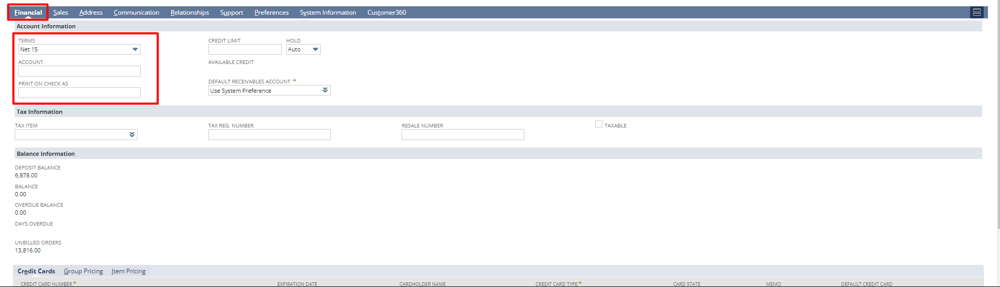 Financial Sales Address Communication Relationships Support Preferences System Information Customer360
Account Information
TERMS
Net 15
ACCOUNT
PRINT ON CHECK AS
CREDIT LIMIT HOLD
Auto
AVAILABLE CREDIT
DEFAULT RECEIVABLES ACCOUNT *
Use System Preference
Tax Information
TAX ITEM TAX REG. NUMBER RESALE NUMBER TAXABLE
Balance Information
DEPOSIT BALANCE
6,878.00
BALANCE
0.00
OVERDUE BALANCE
0.00
DAYS OVERDUE
UNBILLED ORDERS
13,816.00
Credit Cards Group Pricing Item Pricing
CREDIT CARD NUMBER * EXPIRATION DATE CARDHOLDER NAME CREDIT CARD TYPE * CARD STATE MEMO DEFAULT CREDIT CARD